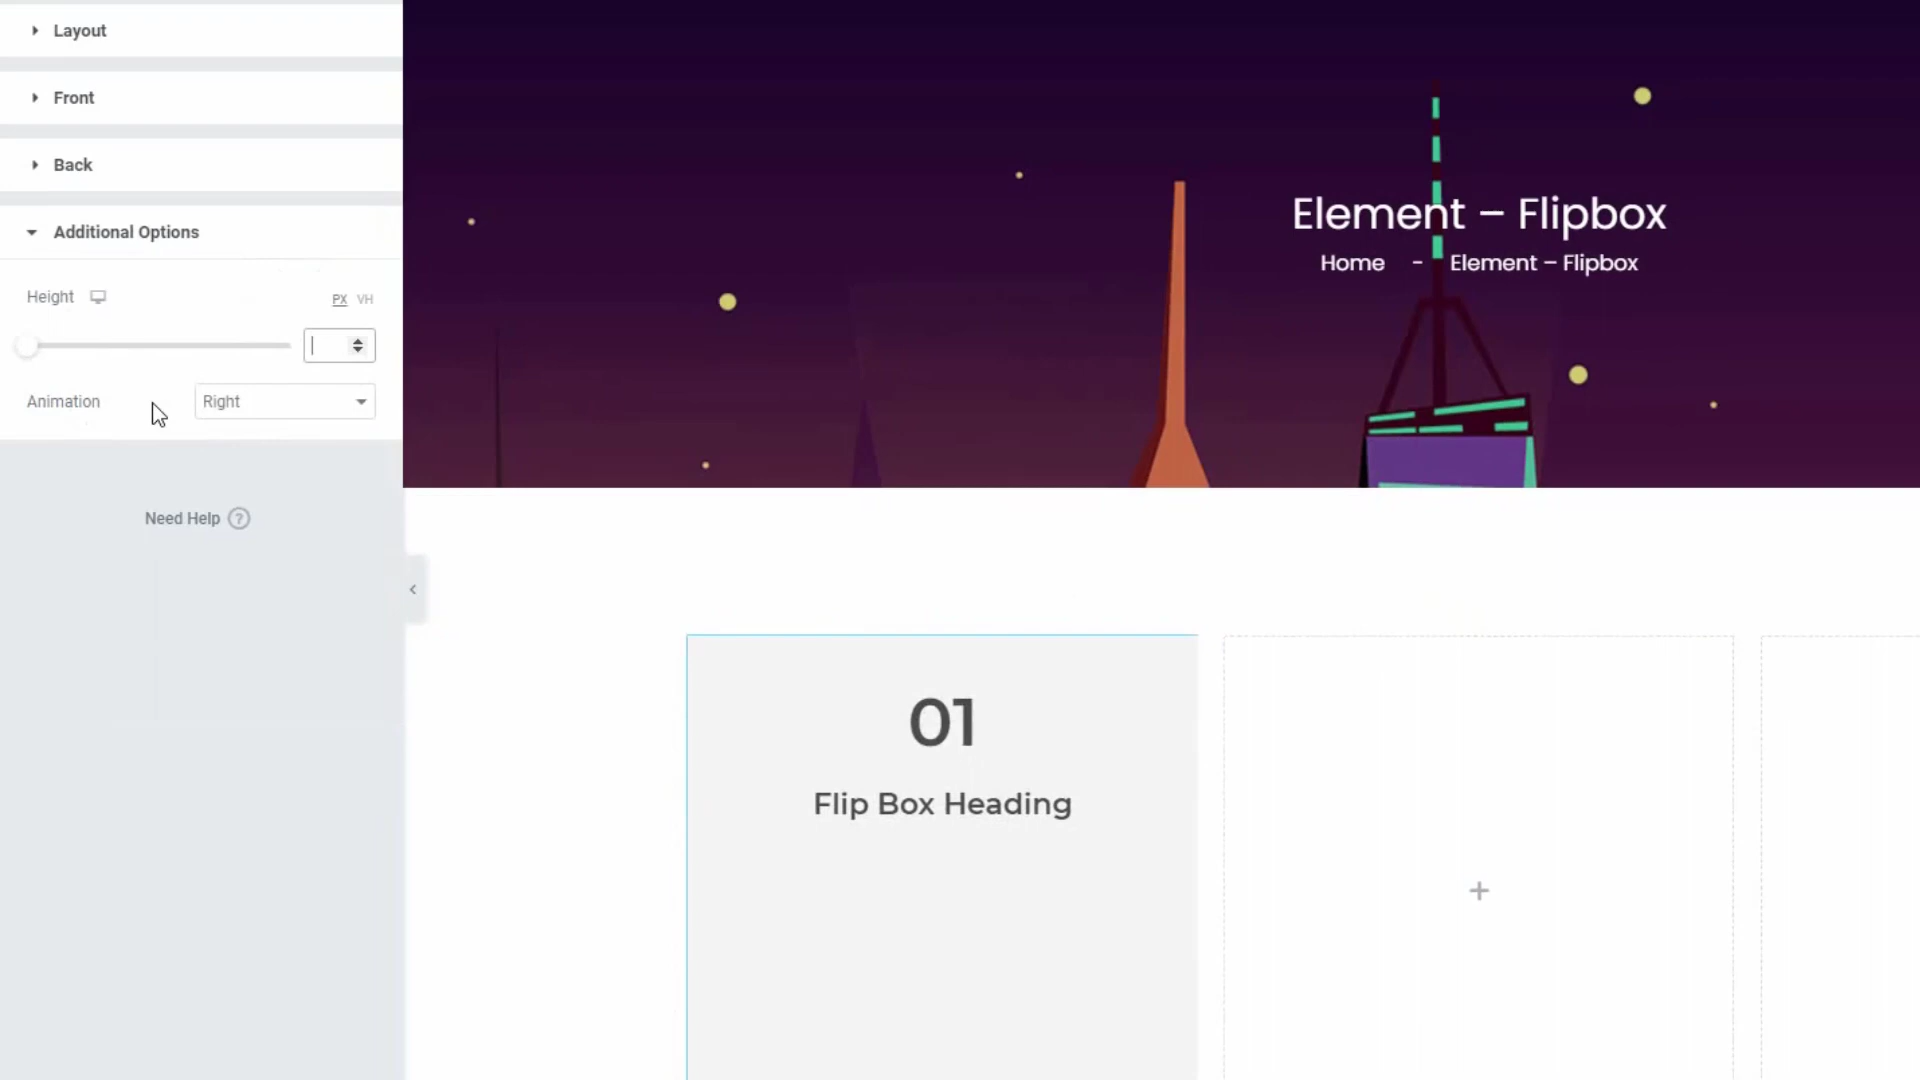 Layout
Front
Back
Additional Options
Height
PX VH
Animation
Right
Need Help ?
Element – Flipbox
Home - Element – Flipbox
01
Flip Box Heading